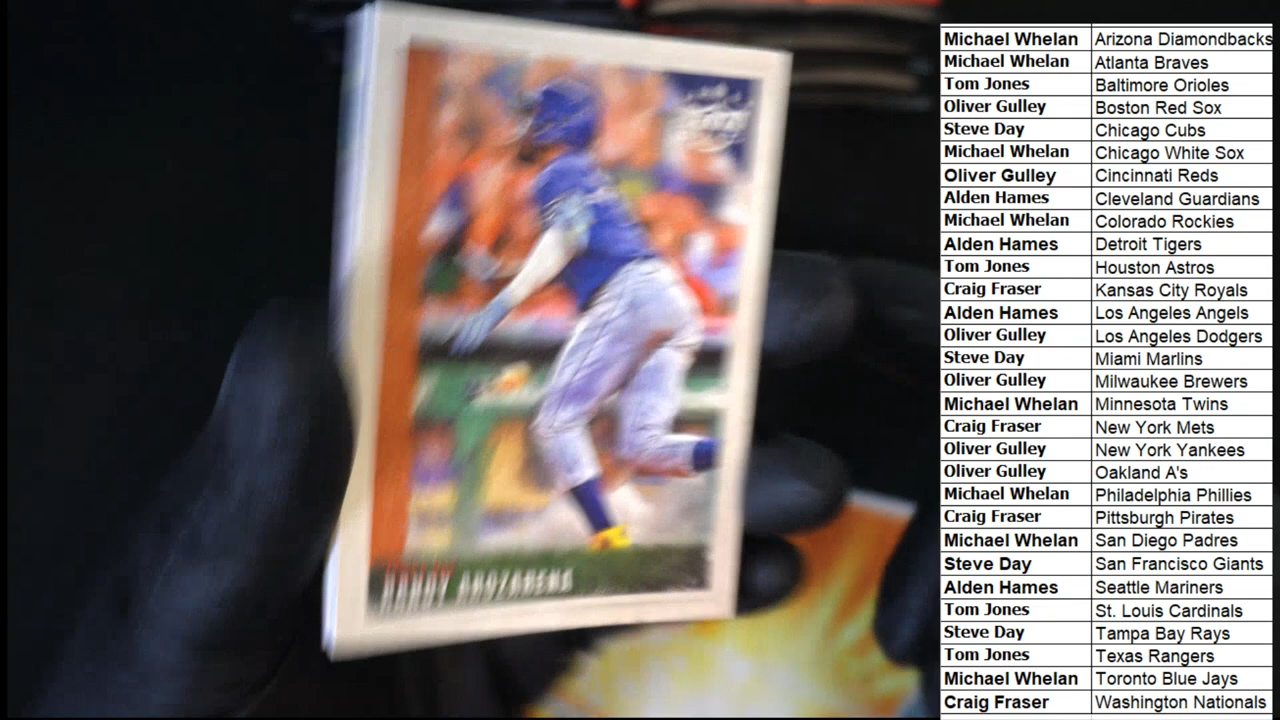 RANDY AROZARENA
Michael Whelan Arizona Diamondbacks
Michael Whelan Atlanta Braves
Tom Jones Baltimore Orioles
Oliver Gulley Boston Red Sox
Steve Day Chicago Cubs
Michael Whelan Chicago White Sox
Oliver Gulley Cincinnati Reds
Alden Hames Cleveland Guardians
Michael Whelan Colorado Rockies
Alden Hames Detroit Tigers
Tom Jones Houston Astros
Craig Fraser Kansas City Royals
Alden Hames Los Angeles Angels
Oliver Gulley Los Angeles Dodgers
Steve Day Miami Marlins
Oliver Gulley Milwaukee Brewers
Michael Whelan Minnesota Twins
Craig Fraser New York Mets
Oliver Gulley New York Yankees
Oliver Gulley Oakland A's
Michael Whelan Philadelphia Phillies
Craig Fraser Pittsburgh Pirates
Michael Whelan San Diego Padres
Steve Day San Francisco Giants
Alden Hames Seattle Mariners
Tom Jones St. Louis Cardinals
Steve Day Tampa Bay Rays
Tom Jones Texas Rangers
Michael Whelan Toronto Blue Jays
Craig Fraser Washington Nationals